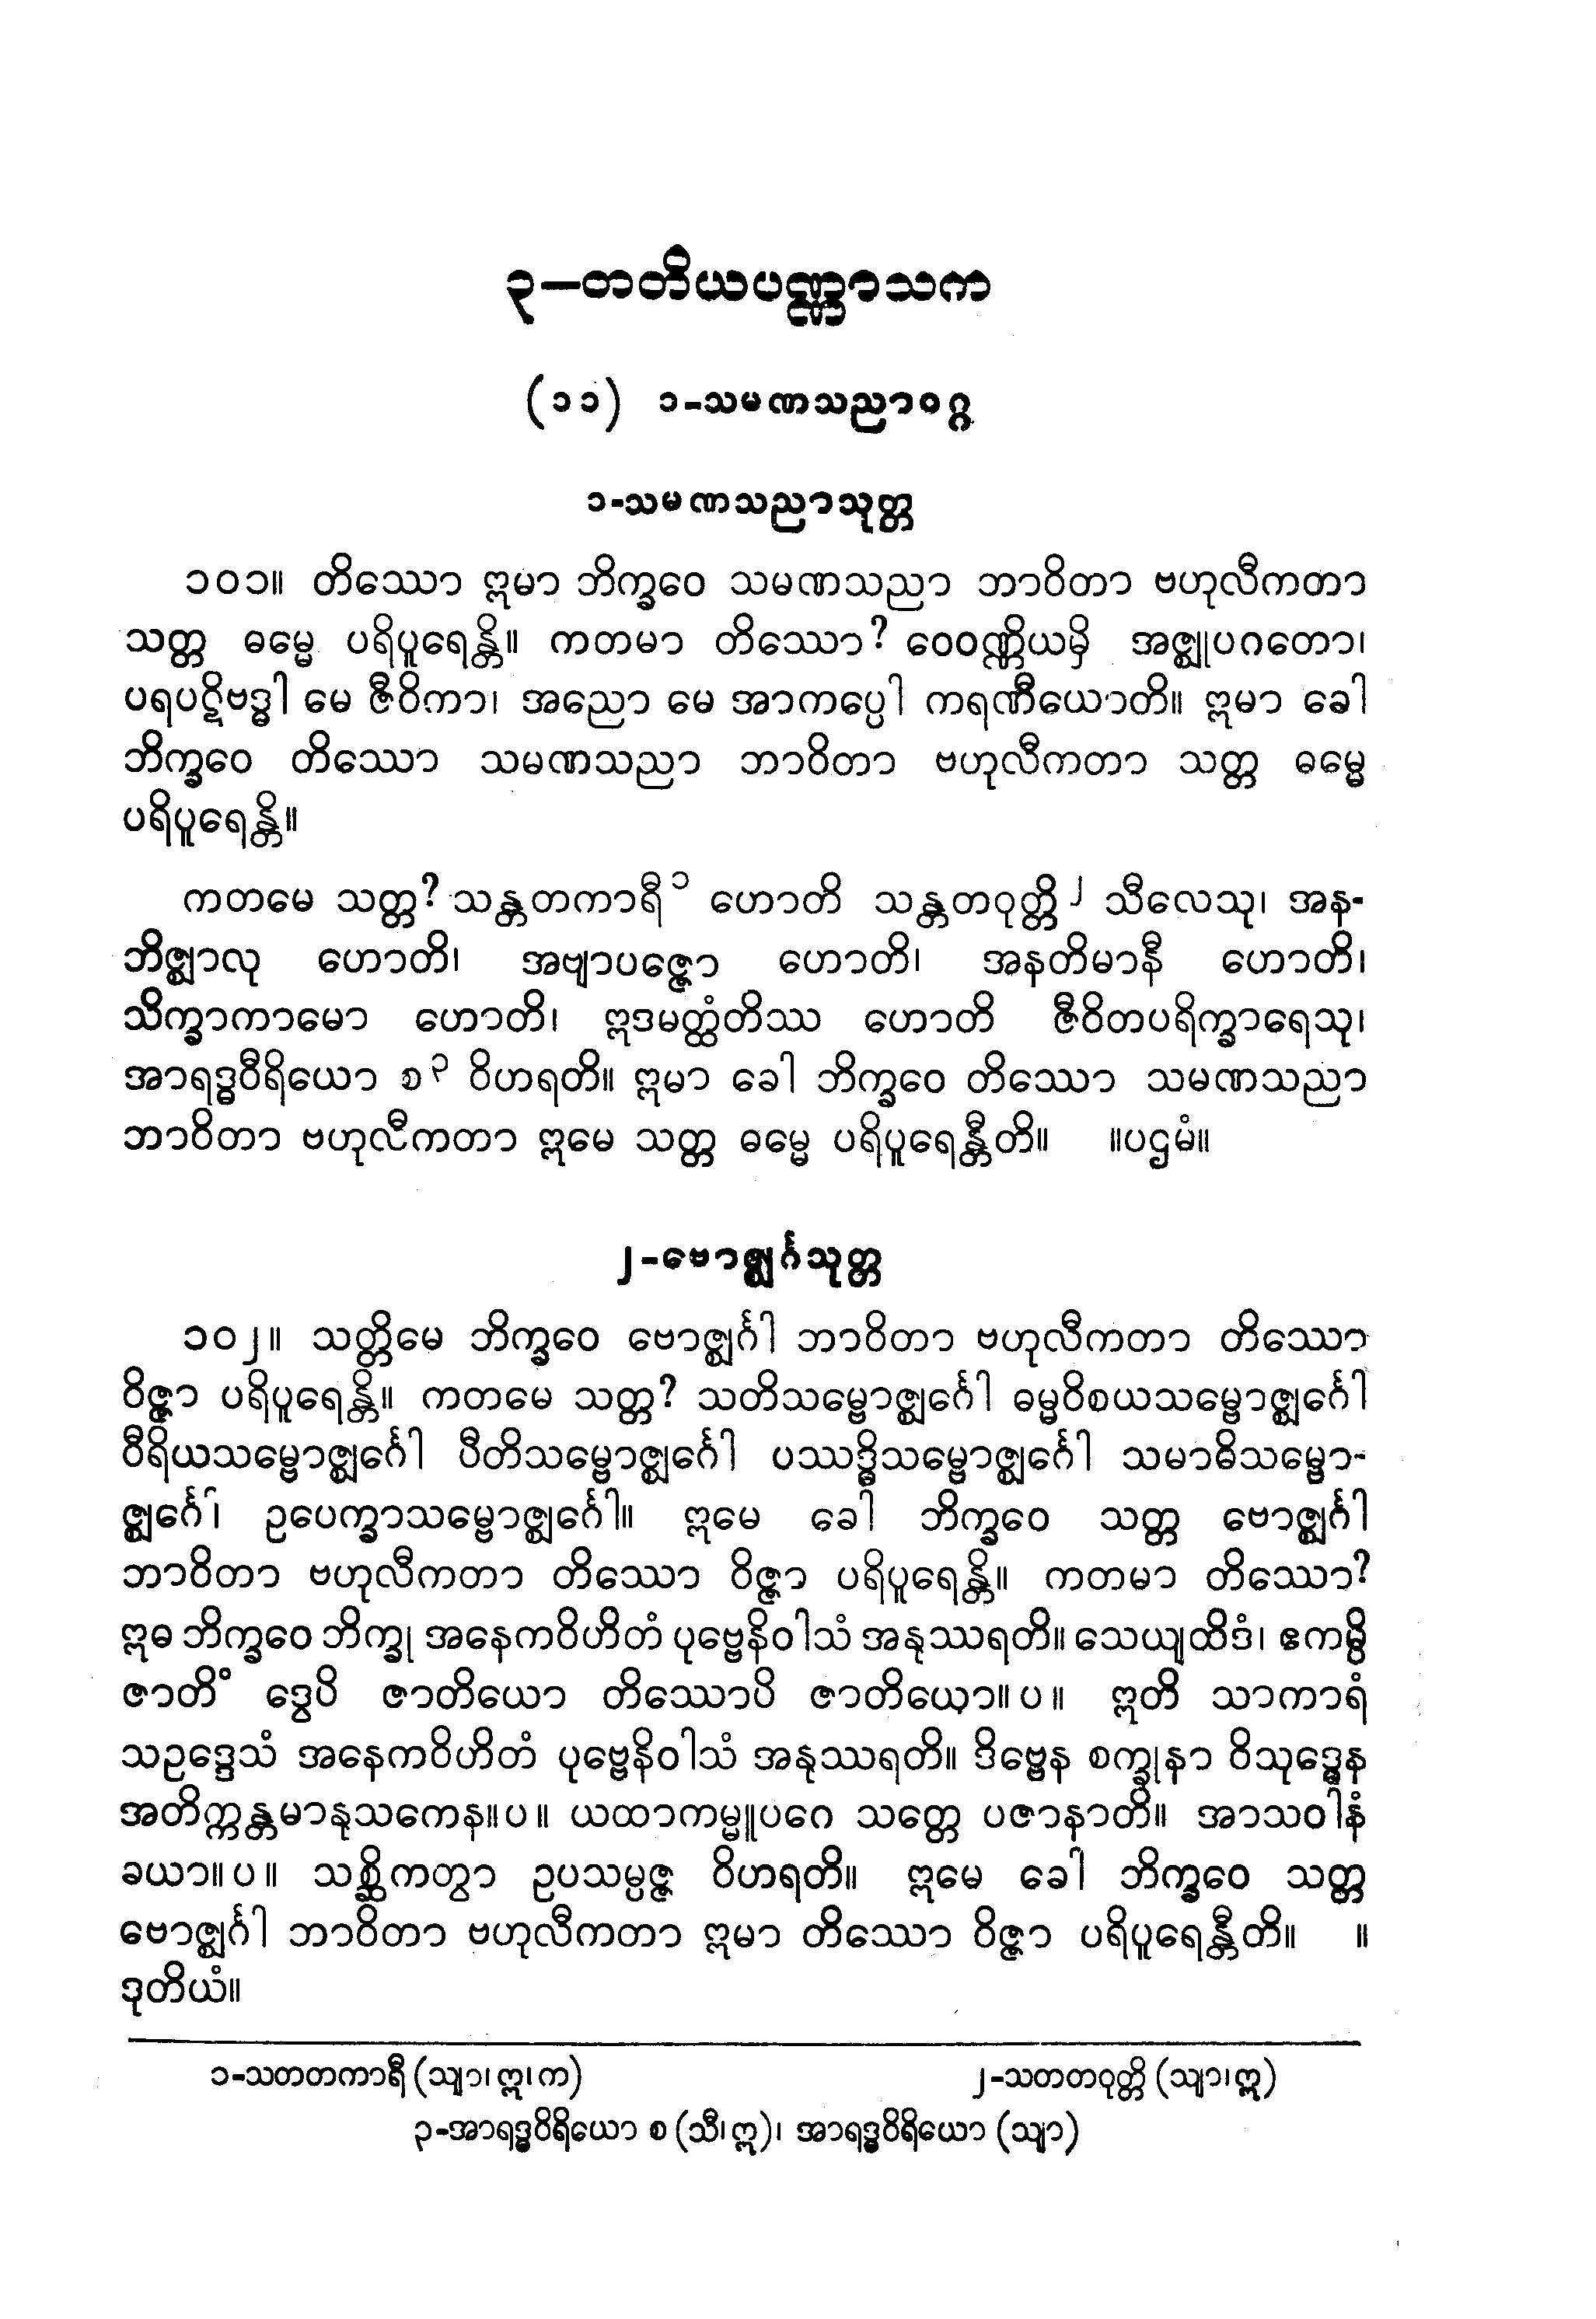 ၃–တတိယပဏ္ဏာသက
(၁၁) ၁-သမဏသညာဝဂ္ဂ
၁-သမဏသညာသုတ္တ
၁၀၁။ တိဿော ဣမာ ဘိက္ခဝေ သမဏသညာ ဘာဝိတာ ဗဟုလီကတာ
သတ္တ ဓမ္မေ ပရိပူရေန္တိ။ ကတမာ တိဿော? ဝေဝဏ္ဏိယမှိ အဇ္ဈုပဂတော၊
ပရပဋိဗဒ္ဓါ မေ ဇီဝိကာ၊ အညော မေ အာကပ္ပေါ ကရဏီယောတိ။ ဣမာ ခေါ
ဘိက္ခဝေ တိဿော သမဏသညာ ဘာဝိတာ ဗဟုလီကတာ သတ္တ ဓမ္မေ
ပရိပူရေန္တိ။
ကတမေ သတ္တ? သန္တတကာရီ ၁ ဟောတိ သန္တတဝုတ္တိ ၂ သီလေသု၊ အန-
ဘိဇ္ဈာလု ဟောတိ၊ အဗျာပဇ္ဇော ဟောတိ၊ အနတိမာနီ ဟောတိ၊
သိက္ခာကာမော ဟောတိ၊ ဣဒမတ္ထံတိဿ ဟောတိ ဇီဝိတပရိက္ခာရေသု၊
အာရဒ္ဓဝီရိယော စ ၃ ဝိဟရတိ။ ဣမာ ခေါ ဘိက္ခဝေ တိဿော သမဏသညာ
ဘာဝိတာ ဗဟုလီကတာ ဣမေ သတ္တ ဓမ္မေ ပရိပူရေန္တီတိ။ ။ပဌမံ။
၂-ဗောဇ္ဈင်္ဂသုတ္တ
၁၀၂။ သတ္တိမေ ဘိက္ခဝေ ဗောဇ္ဈင်္ဂါ ဘာဝိတာ ဗဟုလီကတာ တိဿော
ဝိဇ္ဇာ ပရိပူရေန္တိ။ ကတမေ သတ္တ? သတိသမ္ဗောဇ္ဈင်္ဂေါ ဓမ္မဝိစယသမ္ဗောဇ္ဈင်္ဂေါ
ဝီရိယသမ္ဗောဇ္ဈင်္ဂေါ ပီတိသမ္ဗောဇ္ဈင်္ဂေါ ပဿဒ္ဓိသမ္ဗောဇ္ဈင်္ဂေါ သမာဓိသမ္ဗော-
ဇ္ဈင်္ဂေါ၊ ဥပေက္ခာသမ္ဗောဇ္ဈင်္ဂေါ။ ဣမေ ခေါ ဘိက္ခဝေ သတ္တ ဗောဇ္ဈင်္ဂါ
ဘာဝိတာ ဗဟုလီကတာ တိဿော ဝိဇ္ဇာ ပရိပူရေန္တိ။ ကတမာ တိဿော?
ဣဓ ဘိက္ခဝေ ဘိက္ခု အနေကဝိဟိတံ ပုဗ္ဗေနိဝါသံ အနုဿရတိ။ သေယျထိဒံ၊ ဧကမ္ပိ
ဇာတိံ ဒွေပိ ဇာတိယော တိဿောပိ ဇာတိယော။ပ။ ဣတိ သာကာရံ
သဥဒ္ဒေသံ အနေကဝိဟိတံ ပုဗ္ဗေနိဝါသံ အနုဿရတိ။ ဒိဗ္ဗေန စက္ခုနာ ဝိသုဒ္ဓေန
အတိက္ကန္တမာနုသကေန။ပ။ ယထာကမ္မူပဂေ သတ္တေ ပဇာနာတိ။ အာသဝါနံ
ခယာ။ပ။ သစ္ဆိကတွာ ဥပသမ္ပဇ္ဇ ဝိဟရတိ။ ဣမေ ခေါ ဘိက္ခဝေ သတ္တ
ဗောဇ္ဈင်္ဂါ ဘာဝိတာ ဗဟုလီကတာ ဣမာ တိဿော ဝိဇ္ဇာ ပရိပူရေန္တီတိ။ ။
ဒုတိယံ။
၁-သတတကာရီ (သျာ၊ ဣ၊ က) ၂-သတတဝုတ္တိ (သျာ၊ ဣ)
၃-အာရဒ္ဓဝိရိယော စ (သီ၊ ဣ)၊ အာရဒ္ဓဝိရိယော (သျာ)